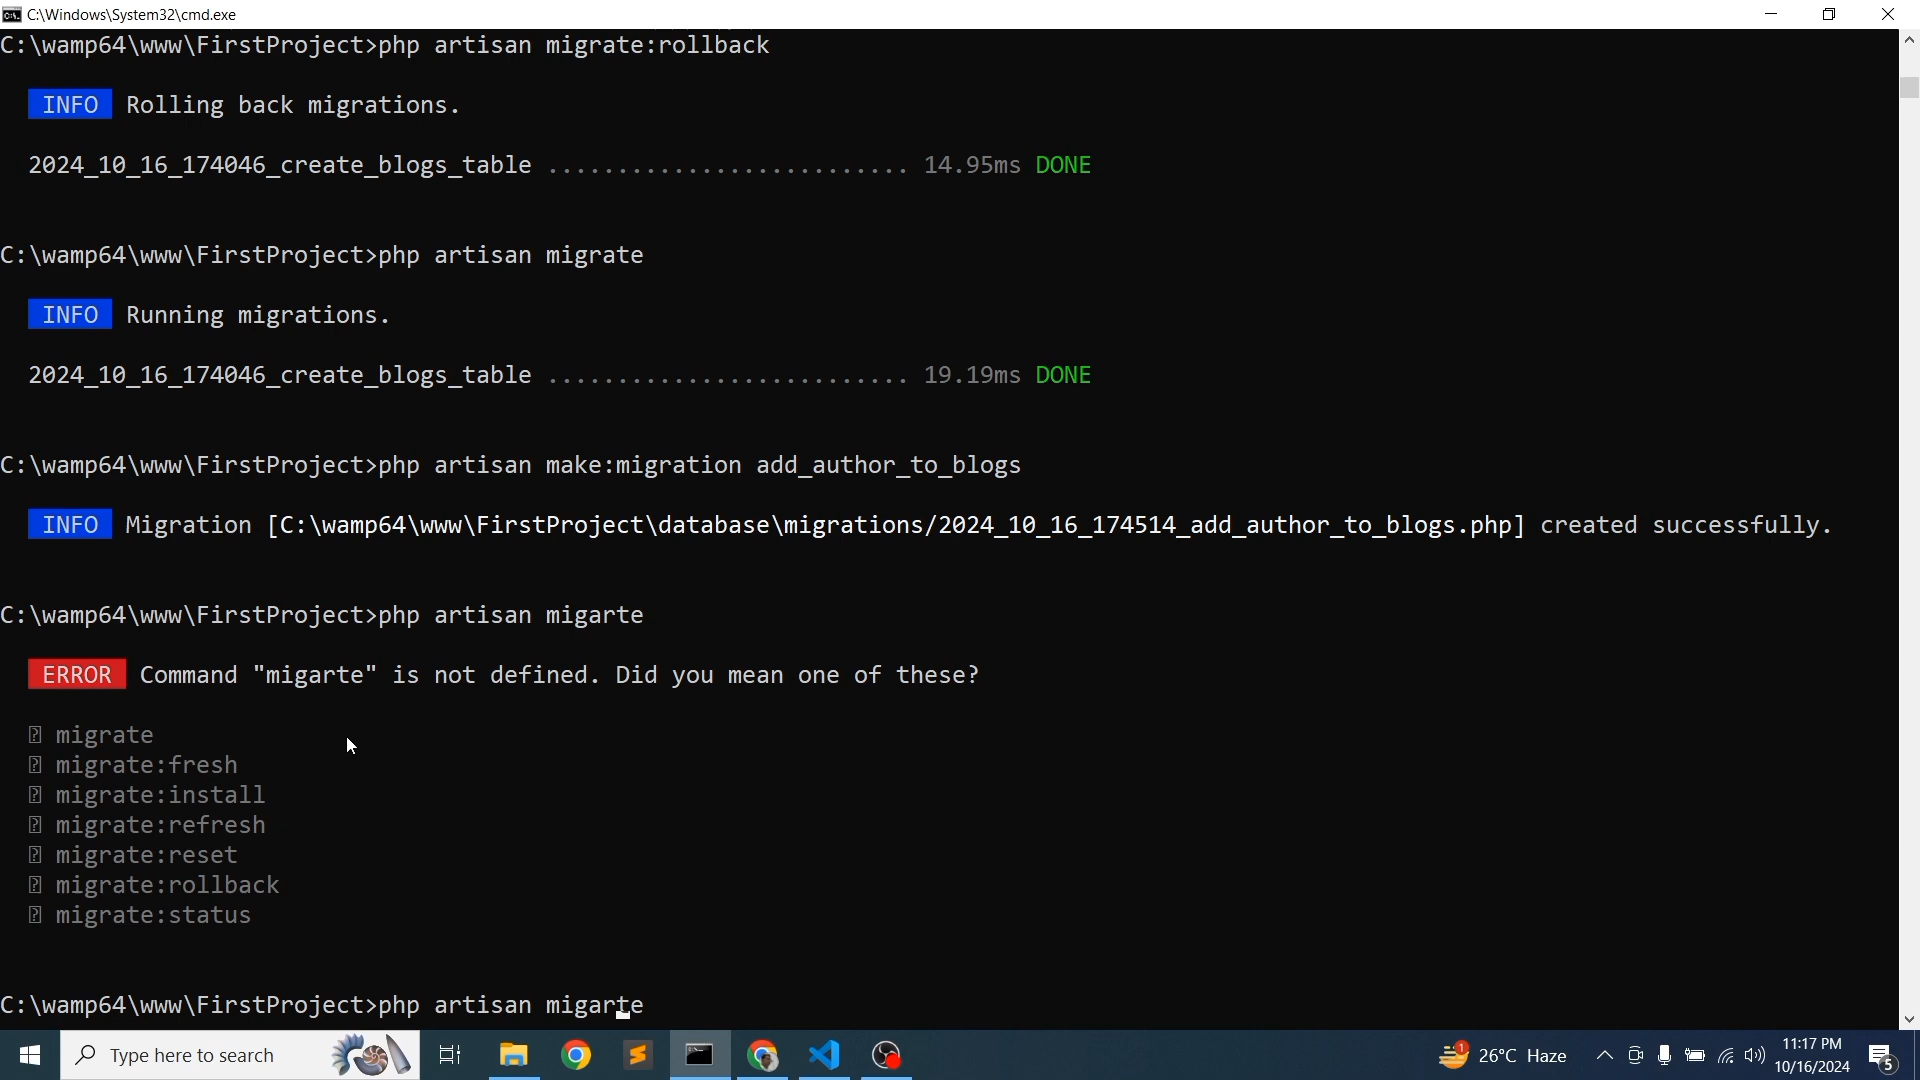 C:\Windows\System32\cmd.exe
C:\wamp64\www\FirstProject>php artisan migrate:rollback
INFO Rolling back migrations.
2024_10_16_174046_create_blogs_table .......................... 14.95ms DONE
C:\wamp64\www\FirstProject>php artisan migrate
INFO Running migrations.
2024_10_16_174046_create_blogs_table .......................... 19.19ms DONE
C:\wamp64\www\FirstProject>php artisan make:migration add_author_to_blogs
INFO Migration [C:\wamp64\www\FirstProject\database\migrations/2024_10_16_174514_add_author_to_blogs.php] created successfully.
C:\wamp64\www\FirstProject>php artisan migarte
ERROR Command "migarte" is not defined. Did you mean one of these?
⍰ migrate
⍰ migrate:fresh
⍰ migrate:install
⍰ migrate:refresh
⍰ migrate:reset
⍰ migrate:rollback
⍰ migrate:status
C:\wamp64\www\FirstProject>php artisan migarte
Type here to search
1
26°C Haze
11:17 PM
10/16/2024
5